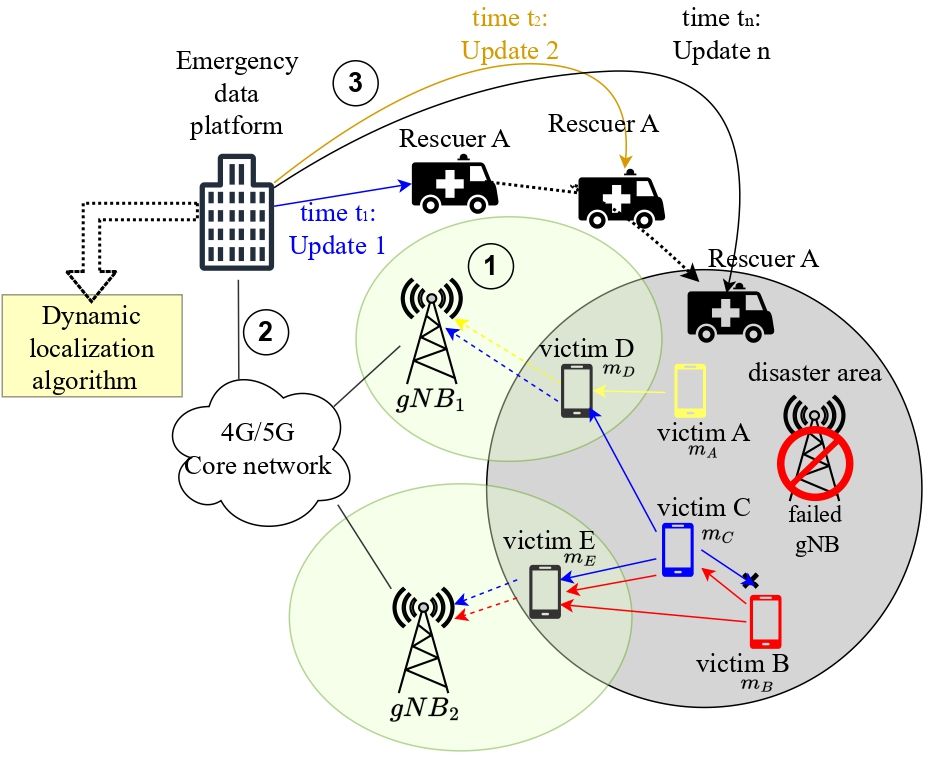 time t₂:
Update 2
time tₙ:
Update n
Emergency
data
platform
3
Rescuer A
Rescuer A
time t₁:
Update 1
1
Rescuer A
Dynamic
localization
algorithm
2
victim D
m_D
gNB₁
disaster area
victim A
m_A
4G/5G
Core network
victim C
m_C
failed
gNB
victim E
m_E
victim B
m_B
gNB₂